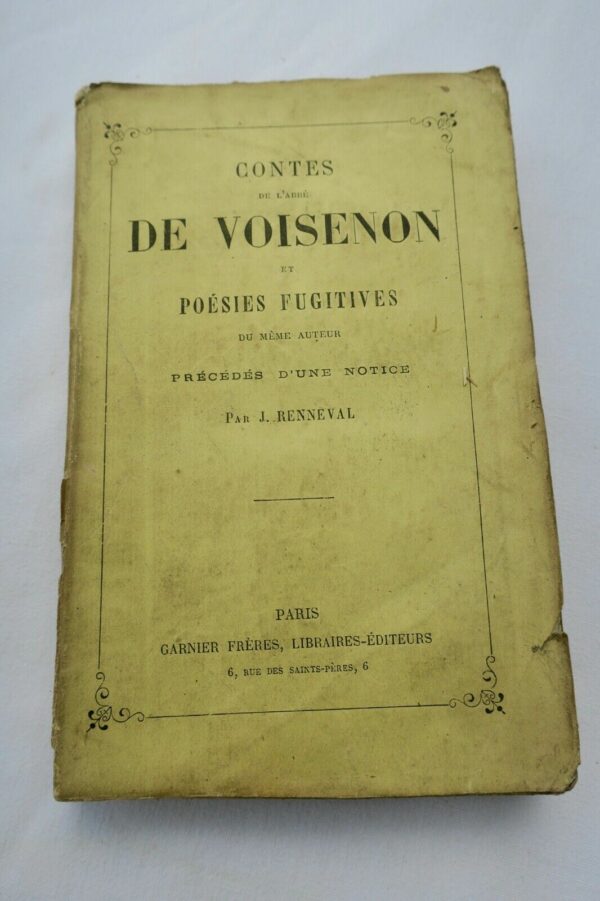 CONTES
DE L'ABBÉ
DE VOISENON
ET
POÉSIES FUGITIVES
DU MÊME AUTEUR
PRÉCÉDÉS D'UNE NOTICE
PAR J. RENNEVAL
PARIS
GARNIER FRÈRES, LIBRAIRES-ÉDITEURS
6, RUE DES SAINTS-PÈRES, 6